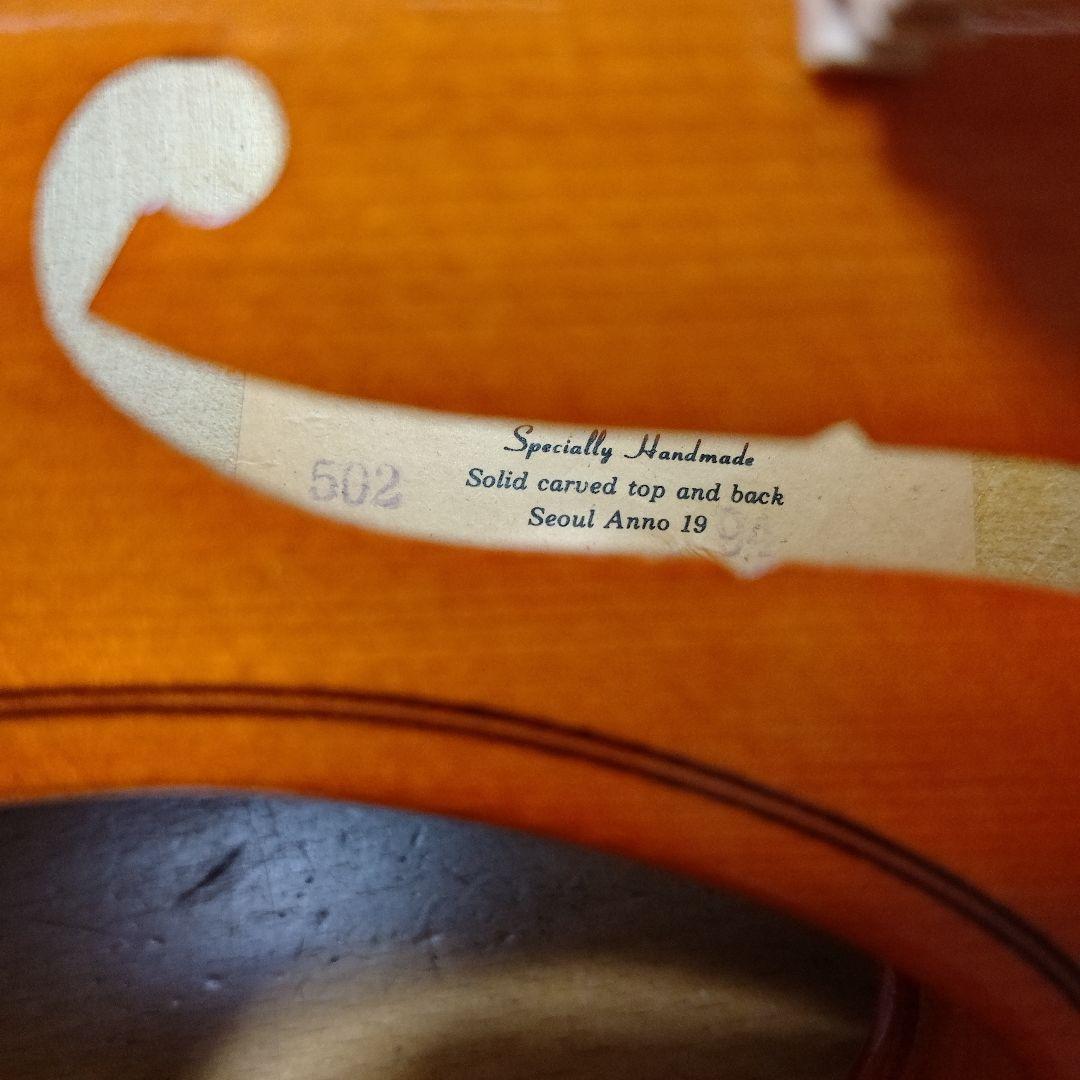 Specially Handmade
502
Solid carved top and back
Seoul Anno 19